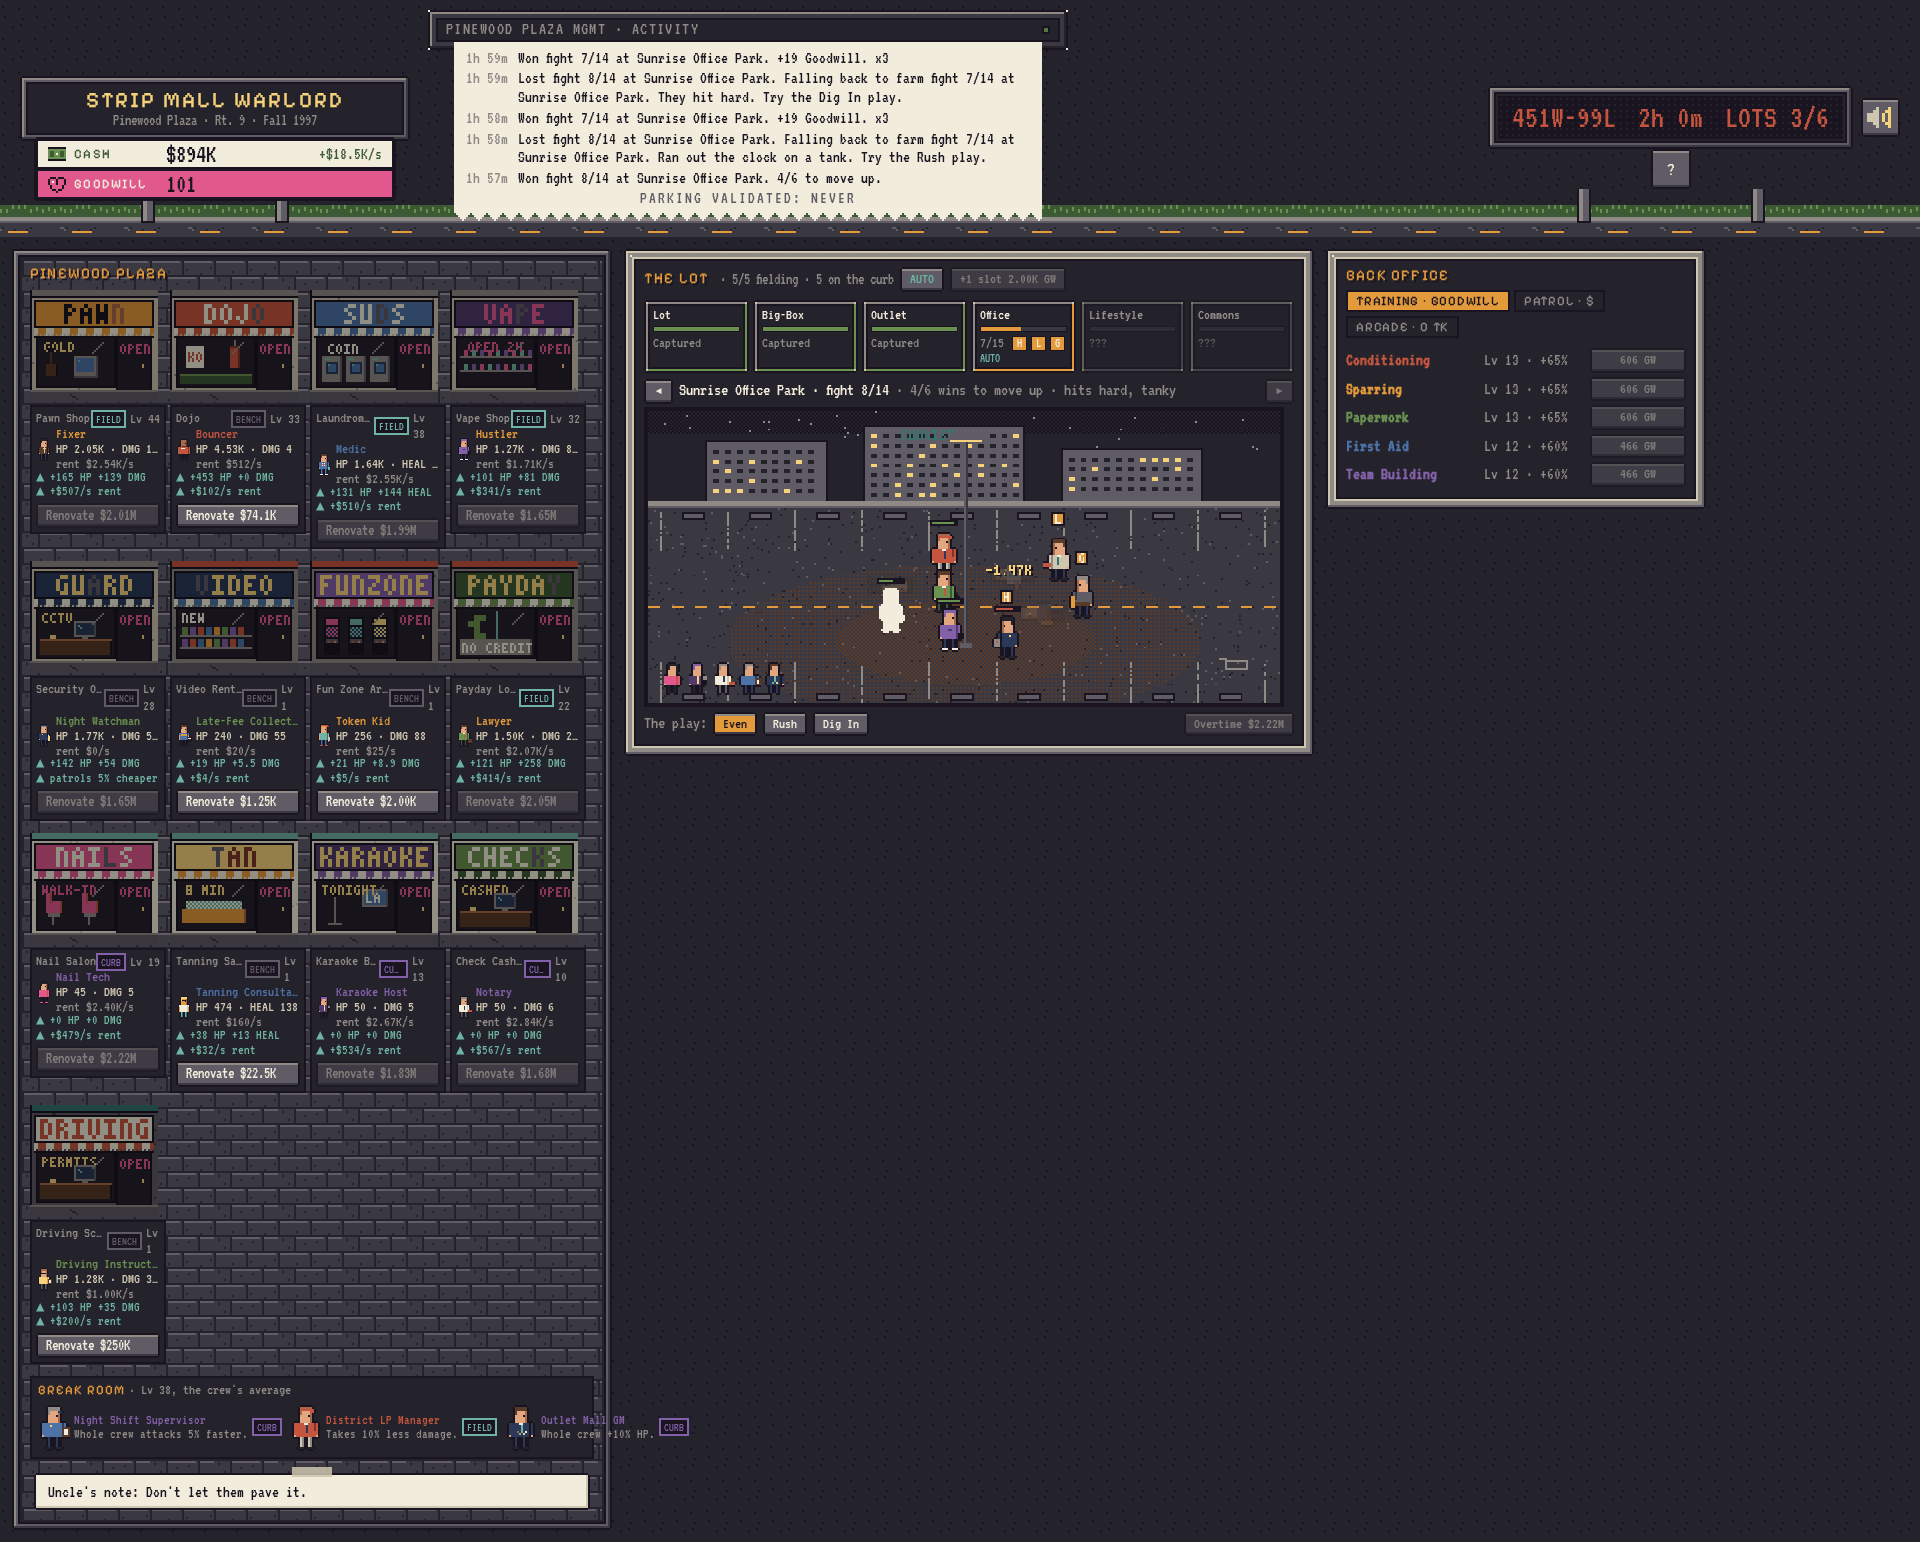 PINEWOOD PLAZA MGMT · ACTIVITY
1h 59m Won fight 7/14 at Sunrise Office Park. +19 Goodwill. x3
1h 59m Lost fight 8/14 at Sunrise Office Park. Falling back to farm fight 7/14 at
Sunrise Office Park. They hit hard. Try the Dig In play.
1h 58m Won fight 7/14 at Sunrise Office Park. +19 Goodwill. x3
1h 58m Lost fight 8/14 at Sunrise Office Park. Falling back to farm fight 7/14 at
Sunrise Office Park. Ran out the clock on a tank. Try the Rush play.
1h 57m Won fight 8/14 at Sunrise Office Park. 4/6 to move up.
PARKING VALIDATED: NEVER
STRIP MALL WARLORD
Pinewood Plaza · Rt. 9 · Fall 1997
CASH $894K +$18.5K/s
GOODWILL 101
451W-99L 2h 0m LOTS 3/6
?
PINEWOOD PLAZA
PAWN DOJO SUDS VAPE
GOLD OPEN KO OPEN COIN OPEN OPEN 24 OPEN
Pawn Shop FIELD Lv 44
Fixer
HP 2.05K · DMG 1…
rent $2.54K/s
▲ +165 HP +139 DMG
▲ +$507/s rent
Renovate $2.01M
Dojo BENCH Lv 33
Bouncer
HP 4.53K · DMG 4
rent $512/s
▲ +453 HP +0 DMG
▲ +$102/s rent
Renovate $74.1K
Laundrom… FIELD Lv 38
Medic
HP 1.64K · HEAL …
rent $2.55K/s
▲ +131 HP +144 HEAL
▲ +$510/s rent
Renovate $1.99M
Vape Shop FIELD Lv 32
Hustler
HP 1.27K · DMG 8…
rent $1.71K/s
▲ +101 HP +81 DMG
▲ +$341/s rent
Renovate $1.65M
GUARD VIDEO FUNZONE PAYDAY
CCTV OPEN NEW OPEN OPEN NO CREDIT OPEN
Security O… BENCH Lv 28
Night Watchman
HP 1.77K · DMG 5…
rent $0/s
▲ +142 HP +54 DMG
▲ patrols 5% cheaper
Renovate $1.65M
Video Rent… BENCH Lv 1
Late-Fee Collect…
HP 240 · DMG 55
rent $20/s
▲ +19 HP +5.5 DMG
▲ +$4/s rent
Renovate $1.25K
Fun Zone Ar… BENCH Lv 1
Token Kid
HP 256 · DMG 88
rent $25/s
▲ +21 HP +8.9 DMG
▲ +$5/s rent
Renovate $2.00K
Payday Lo… FIELD Lv 22
Lawyer
HP 1.50K · DMG 2…
rent $2.07K/s
▲ +121 HP +258 DMG
▲ +$414/s rent
Renovate $2.05M
NAILS TAN KARAOKE CHECKS
WALK-IN OPEN 8 MIN OPEN TONIGHT LA OPEN CASHED OPEN
Nail Salon CURB Lv 19
Nail Tech
HP 45 · DMG 5
rent $2.40K/s
▲ +0 HP +0 DMG
▲ +$479/s rent
Renovate $2.22M
Tanning Sa… BENCH Lv 1
Tanning Consulta…
HP 474 · HEAL 138
rent $160/s
▲ +38 HP +13 HEAL
▲ +$32/s rent
Renovate $22.5K
Karaoke B… CU… Lv 13
Karaoke Host
HP 50 · DMG 5
rent $2.67K/s
▲ +0 HP +0 DMG
▲ +$534/s rent
Renovate $1.83M
Check Cash… CU… Lv 10
Notary
HP 50 · DMG 6
rent $2.84K/s
▲ +0 HP +0 DMG
▲ +$567/s rent
Renovate $1.68M
DRIVING
PERMITS OPEN
Driving Sc… BENCH Lv 1
Driving Instruct…
HP 1.28K · DMG 3…
rent $1.00K/s
▲ +103 HP +35 DMG
▲ +$200/s rent
Renovate $250K
BREAK ROOM · Lv 38, the crew's average
Night Shift Supervisor
Whole crew attacks 5% faster. CURB
District LP Manager
Takes 10% less damage. FIELD
Outlet Mall GM
Whole crew +10% HP. CURB
Uncle's note: Don't let them pave it.
THE LOT · 5/5 fielding · 5 on the curb AUTO +1 slot 2.00K GW
Lot
Captured
Big-Box
Captured
Outlet
Captured
Office
7/15 H L G
AUTO
Lifestyle
???
Commons
???
◄ Sunrise Office Park · fight 8/14 · 4/6 wins to move up · hits hard, tanky ►
L
G
-1.47K
H
The play: Even Rush Dig In Overtime $2.22M
BACK OFFICE
TRAINING · GOODWILL PATROL · $
ARCADE · 0 TK
Conditioning Lv 13 · +65% 606 GW
Sparring Lv 13 · +65% 606 GW
Paperwork Lv 13 · +65% 606 GW
First Aid Lv 12 · +60% 466 GW
Team Building Lv 12 · +60% 466 GW